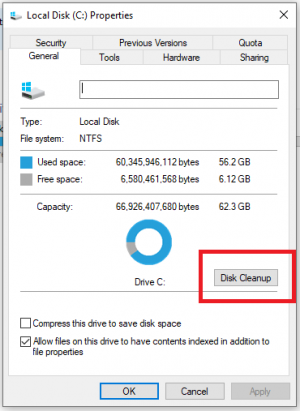 Local Disk (C:) Properties
Security Previous Versions Quota
General Tools Hardware Sharing
Type: Local Disk
File system: NTFS
Used space: 60,345,946,112 bytes 56.2 GB
Free space: 6,580,461,568 bytes 6.12 GB
Capacity: 66,926,407,680 bytes 62.3 GB
Drive C: Disk Cleanup
Compress this drive to save disk space
Allow files on this drive to have contents indexed in addition to
file properties
OK Cancel Apply